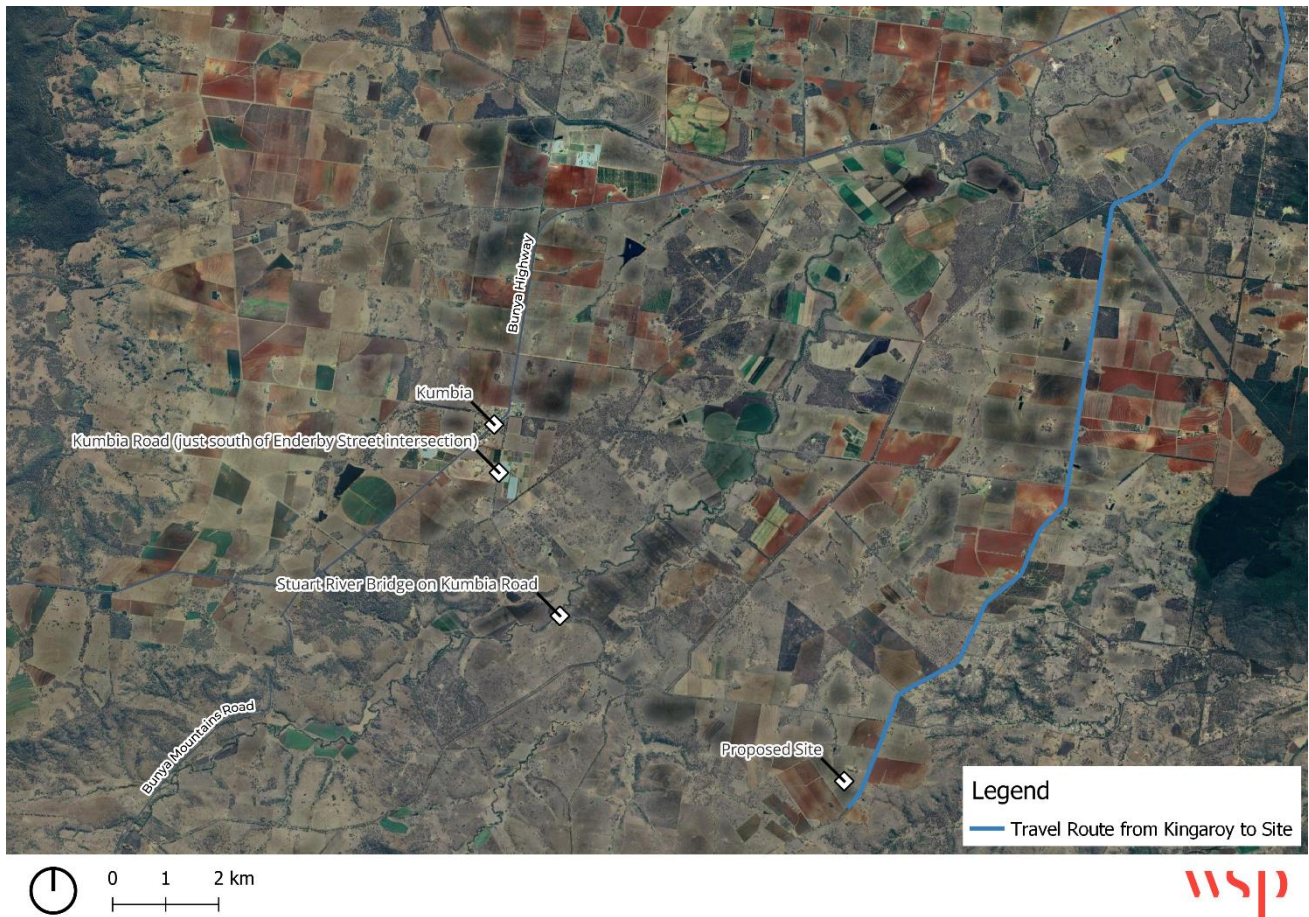 Bunya Highway
Kumbia
Kumbia Road (just south of Enderby Street intersection)
Stuart River Bridge on Kumbia Road
Bunya Mountains Road
Proposed Site
Legend
Travel Route from Kingaroy to Site
0 1 2 km
wsp